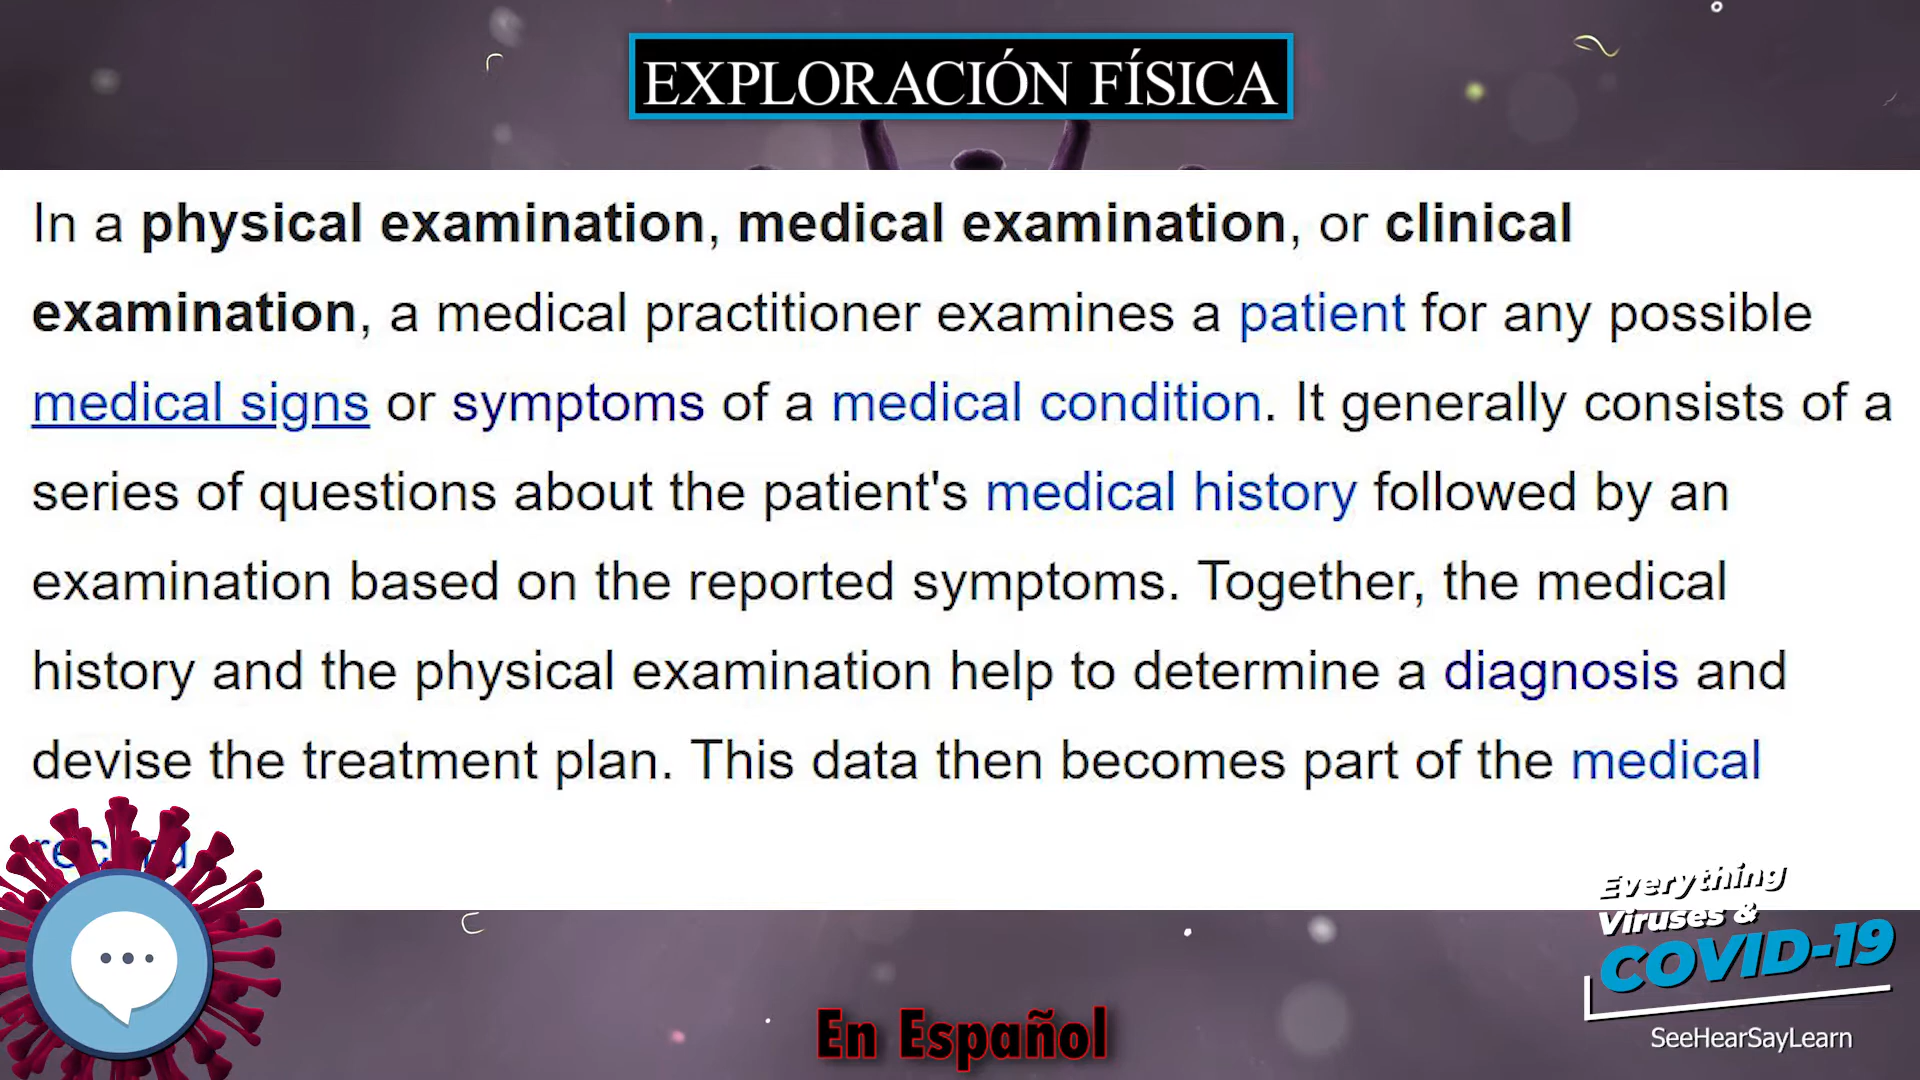 EXPLORACIÓN FÍSICA
In a physical examination, medical examination, or clinical
examination, a medical practitioner examines a patient for any possible
medical signs or symptoms of a medical condition. It generally consists of a
series of questions about the patient's medical history followed by an
examination based on the reported symptoms. Together, the medical
history and the physical examination help to determine a diagnosis and
devise the treatment plan. This data then becomes part of the medical
Everything
Viruses &
COVID-19
SeeHearSayLearn
En Español